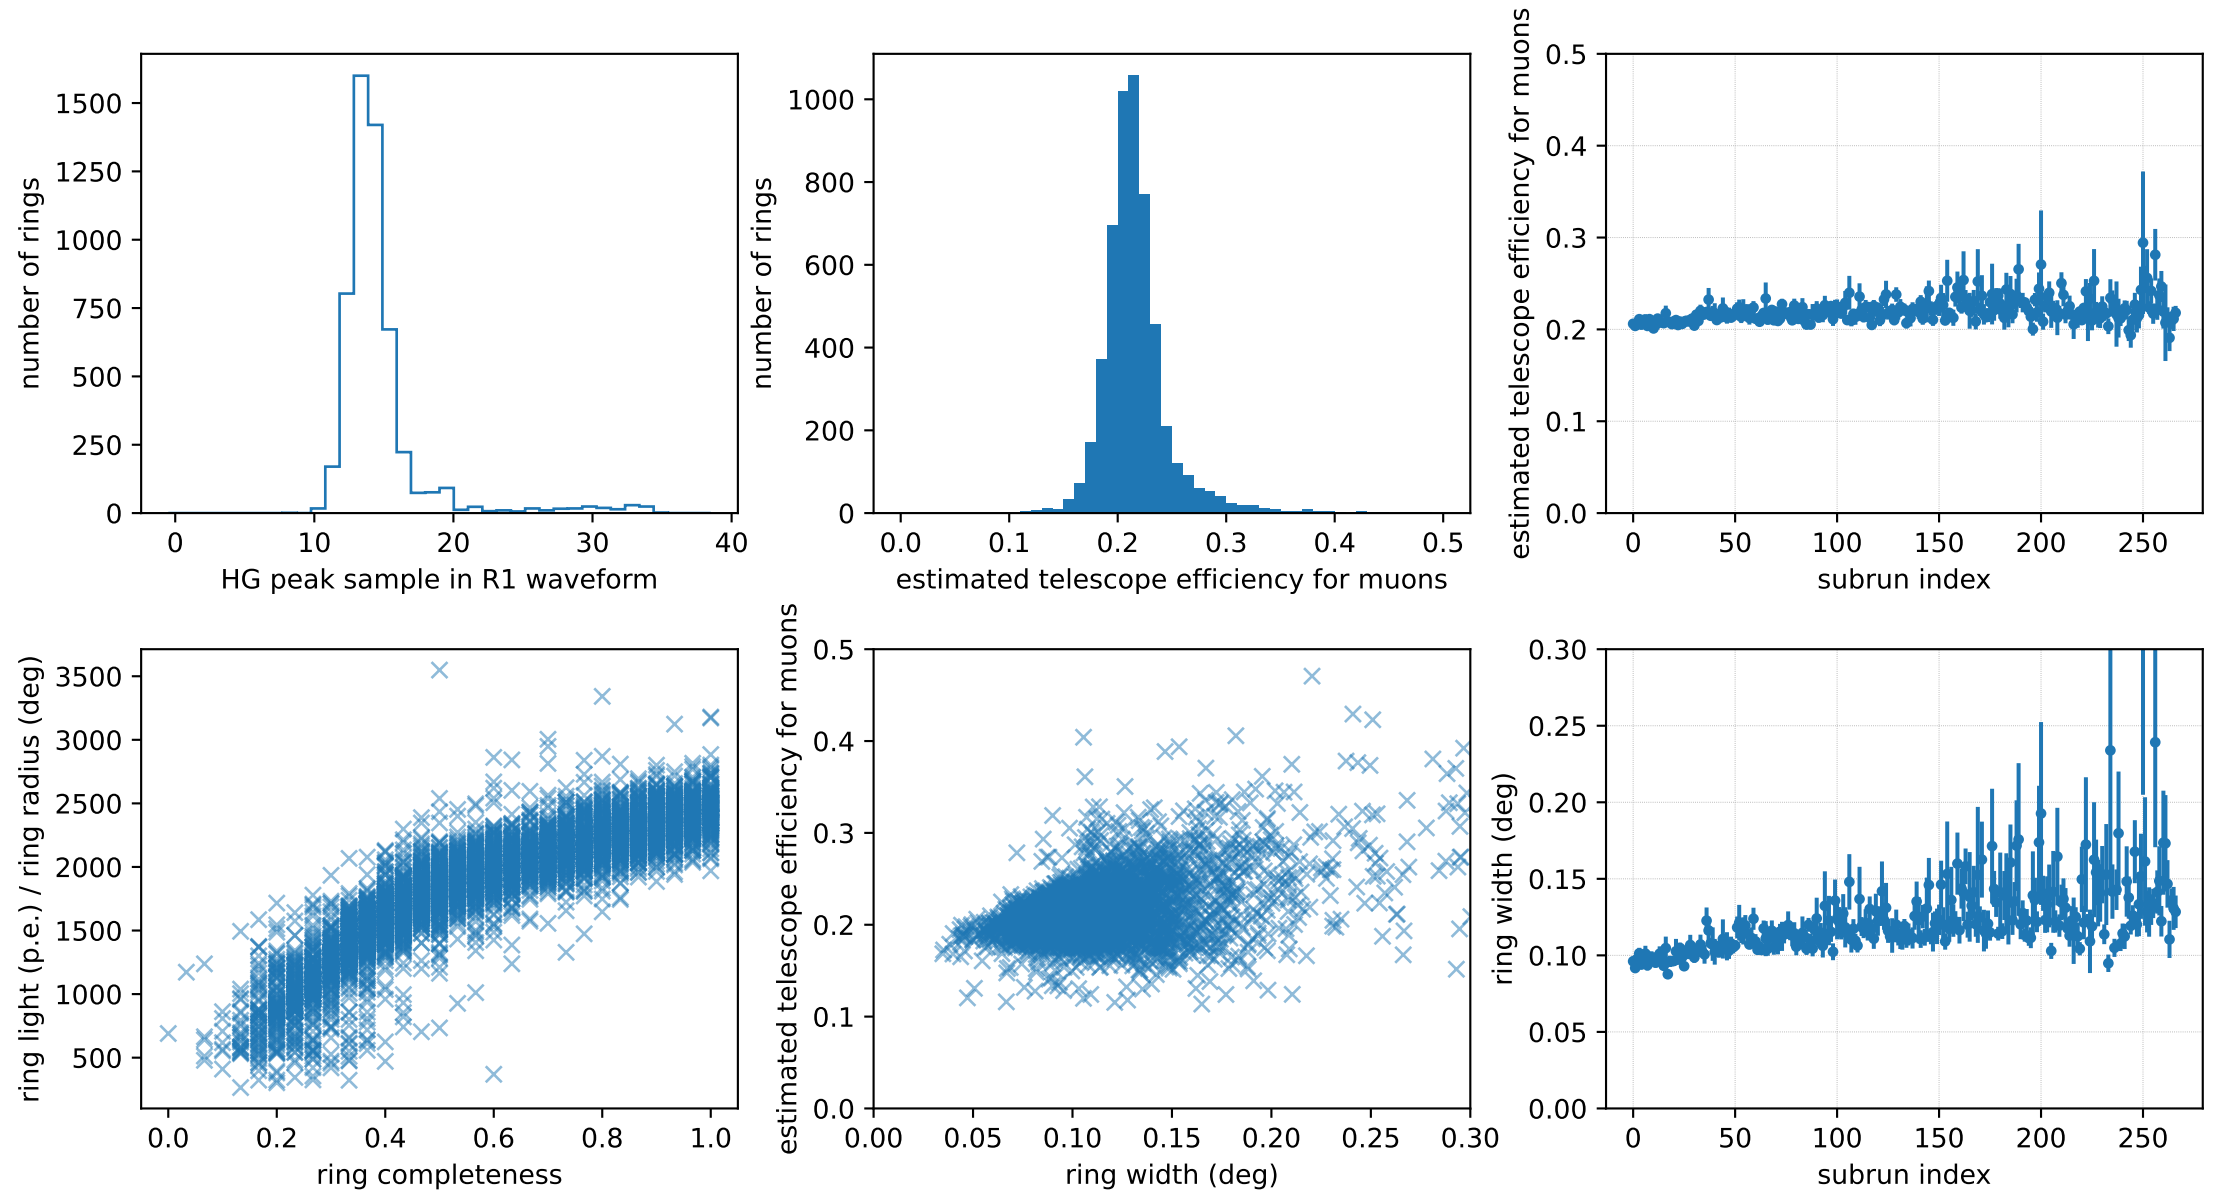 number of rings
1500
1250
1000
750
500
250
0
0 10 20 30 40
HG peak sample in R1 waveform
number of rings
1000
800
600
400
200
0
0.0 0.1 0.2 0.3 0.4 0.5
estimated telescope efficiency for muons
estimated telescope efficiency for muons
0.5
0.4
0.3
0.2
0.1
0.0
0 50 100 150 200 250
subrun index
ring light (p.e.) / ring radius (deg)
3500
3000
2500
2000
1500
1000
500
0.0 0.2 0.4 0.6 0.8 1.0
ring completeness
estimated telescope efficiency for muons
0.5
0.4
0.3
0.2
0.1
0.0
0.00 0.05 0.10 0.15 0.20 0.25 0.30
ring width (deg)
ring width (deg)
0.30
0.25
0.20
0.15
0.10
0.05
0.00
0 50 100 150 200 250
subrun index